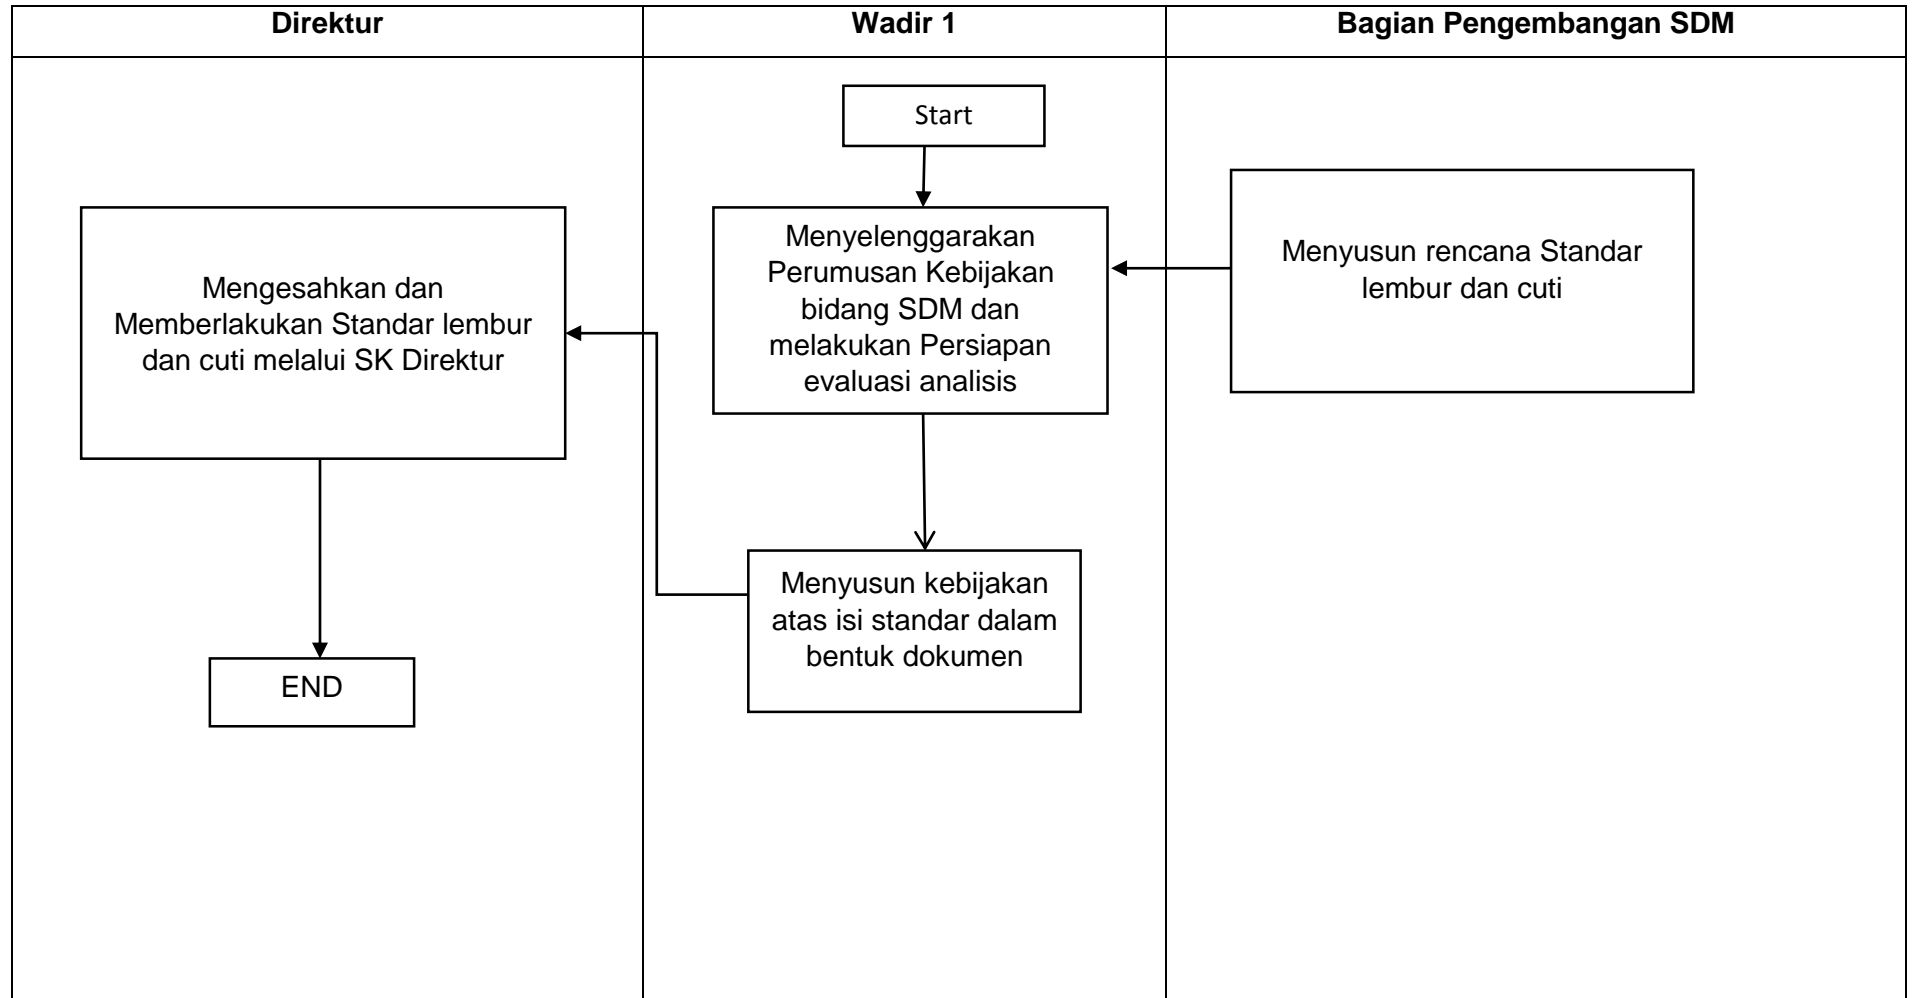 Direktur
Wadir 1
Bagian Pengembangan SDM
Start
Mengesahkan dan
Memberlakukan Standar lembur
dan cuti melalui SK Direktur
Menyelenggarakan
Perumusan Kebijakan
bidang SDM dan
melakukan Persiapan
evaluasi analisis
Menyusun rencana Standar
lembur dan cuti
Menyusun kebijakan
atas isi standar dalam
bentuk dokumen
END